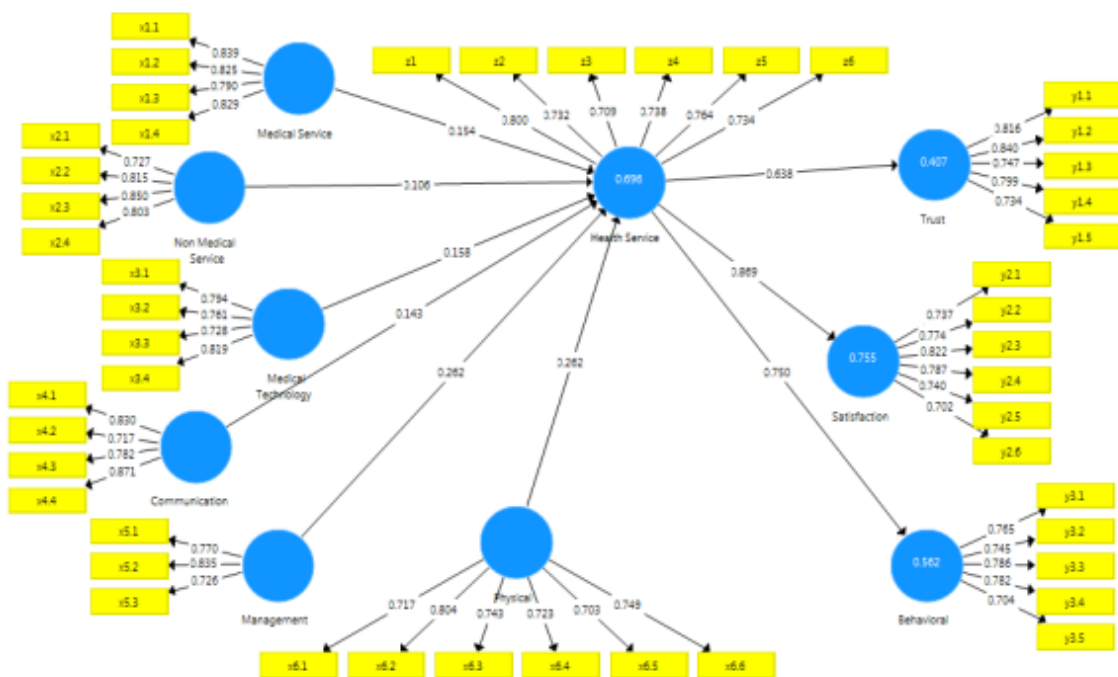 x1.1
x1.2
x1.3
x1.4
0.839
0.825
0.790
0.829
Medical Service
0.154
z1
z2
z3
z4
z5
z6
0.800
0.732
0.709
0.738
0.764
0.734
0.696
Health Service
x2.1
x2.2
x2.3
x2.4
0.727
0.815
0.850
0.803
Non Medical
Service
0.106
x3.1
x3.2
x3.3
x3.4
0.794
0.761
0.728
0.819
Medical
Technology
0.158
x4.1
x4.2
x4.3
x4.4
0.830
0.717
0.782
0.871
Communication
0.143
x5.1
x5.2
x5.3
0.770
0.835
0.726
Management
0.262
Physical
0.262
0.717
0.804
0.743
0.723
0.703
0.749
x6.1
x6.2
x6.3
x6.4
x6.5
x6.6
0.638
0.407
Trust
0.816
0.840
0.747
0.799
0.734
y1.1
y1.2
y1.3
y1.4
y1.5
0.869
0.755
Satisfaction
0.737
0.774
0.822
0.787
0.740
0.702
y2.1
y2.2
y2.3
y2.4
y2.5
y2.6
0.750
0.562
Behavioral
0.765
0.745
0.786
0.782
0.704
y3.1
y3.2
y3.3
y3.4
y3.5